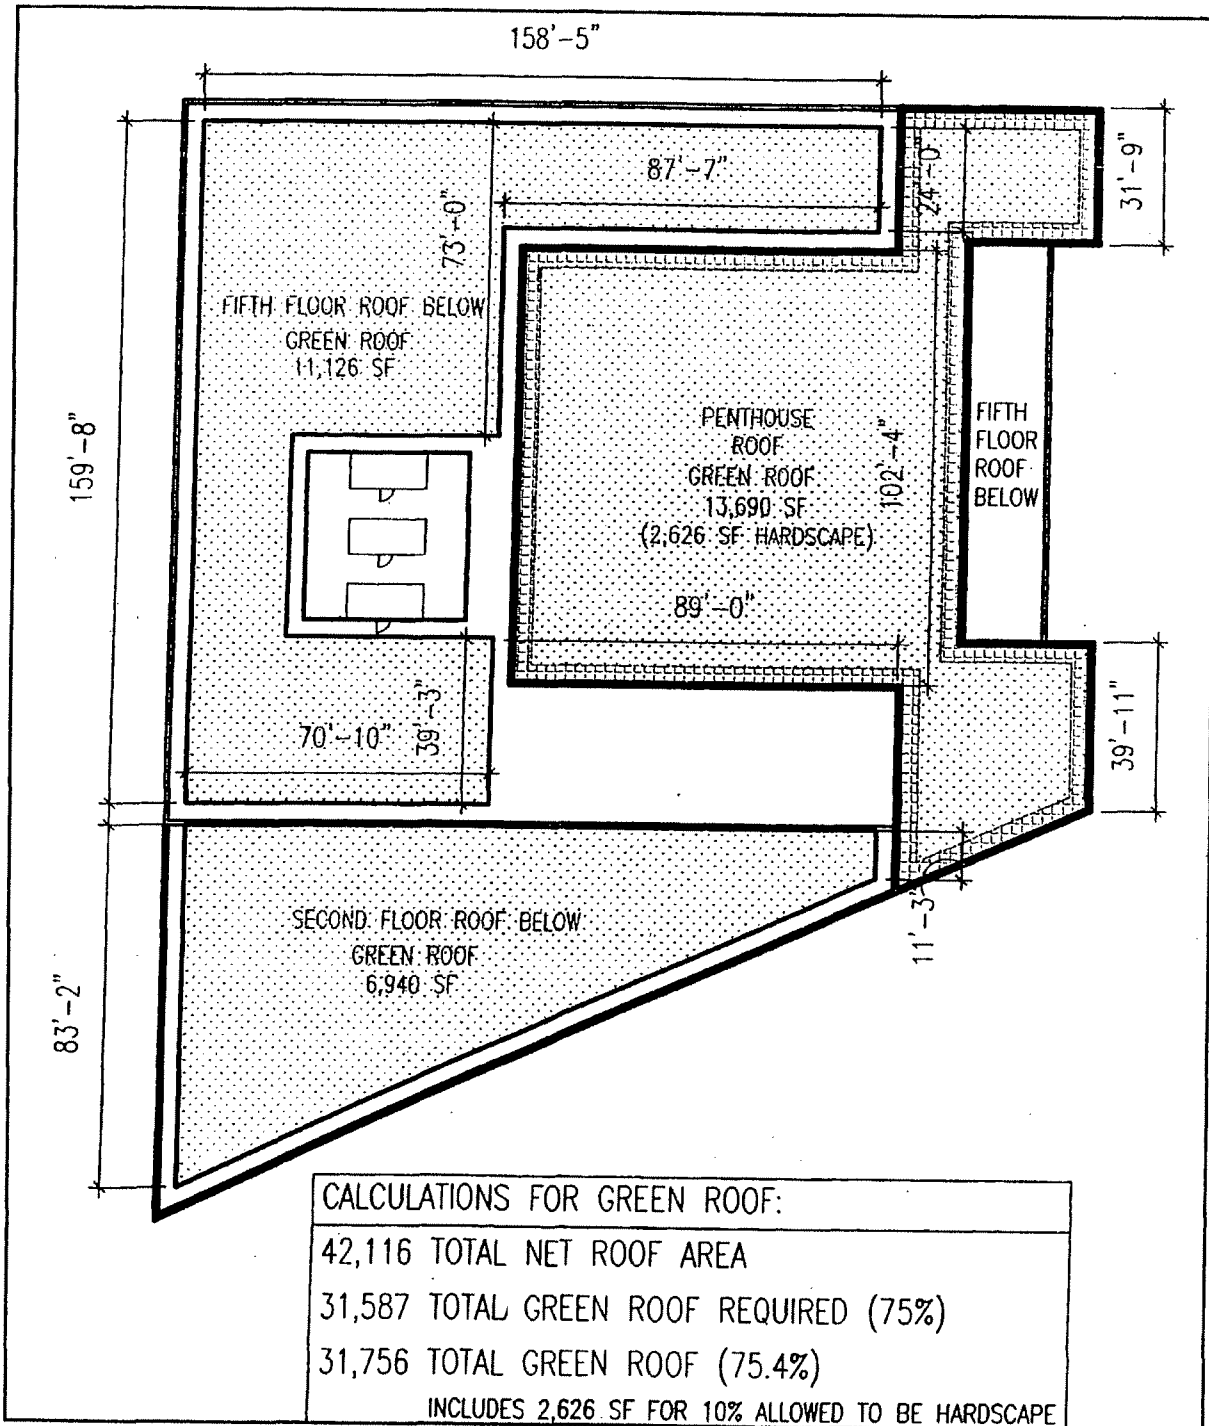 158'-5"
87'-7"
24'-0"
31'-9"
73'-0"
FIFTH FLOOR ROOF BELOW
GREEN ROOF
11,126 SF
159'-8"
PENTHOUSE
ROOF
GREEN ROOF
13,690 SF
(2,626 SF HARDSCAPE)
102'-4"
FIFTH
FLOOR
ROOF
BELOW
89'-0"
70'-10"
39'-3"
39'-11"
SECOND FLOOR ROOF BELOW
GREEN ROOF
6,940 SF
11'-3"
83'-2"
CALCULATIONS FOR GREEN ROOF:
42,116 TOTAL NET ROOF AREA
31,587 TOTAL GREEN ROOF REQUIRED (75%)
31,756 TOTAL GREEN ROOF (75.4%)
INCLUDES 2,626 SF FOR 10% ALLOWED TO BE HARDSCAPE